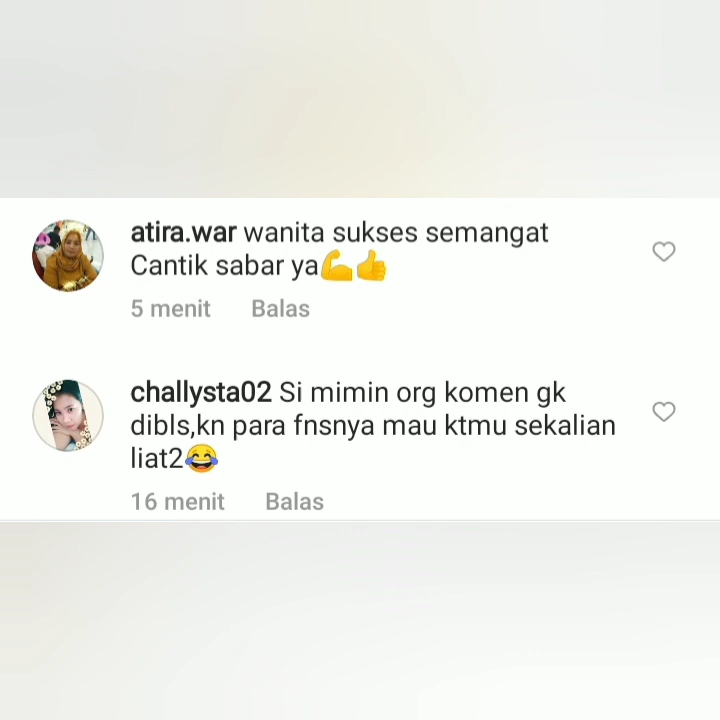 atira.war wanita sukses semangat
Cantik sabar ya💪👍
5 menit Balas
challysta02 Si mimin org komen gk
dibls,kn para fnsnya mau ktmu sekalian
liat2😂
16 menit Balas